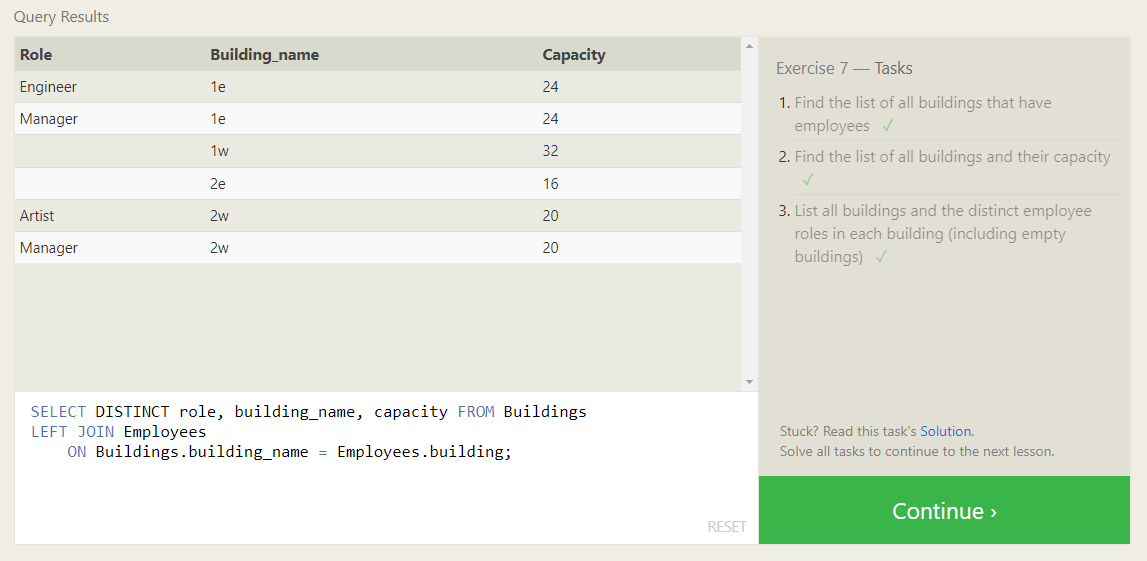 Query Results
Role Building_name Capacity
Engineer 1e 24
Manager 1e 24
1w 32
2e 16
Artist 2w 20
Manager 2w 20
SELECT DISTINCT role, building_name, capacity FROM Buildings
LEFT JOIN Employees
ON Buildings.building_name = Employees.building;
RESET
Exercise 7 — Tasks
1. Find the list of all buildings that have
employees ✓
2. Find the list of all buildings and their capacity
✓
3. List all buildings and the distinct employee
roles in each building (including empty
buildings) ✓
Stuck? Read this task's Solution.
Solve all tasks to continue to the next lesson.
Continue ›